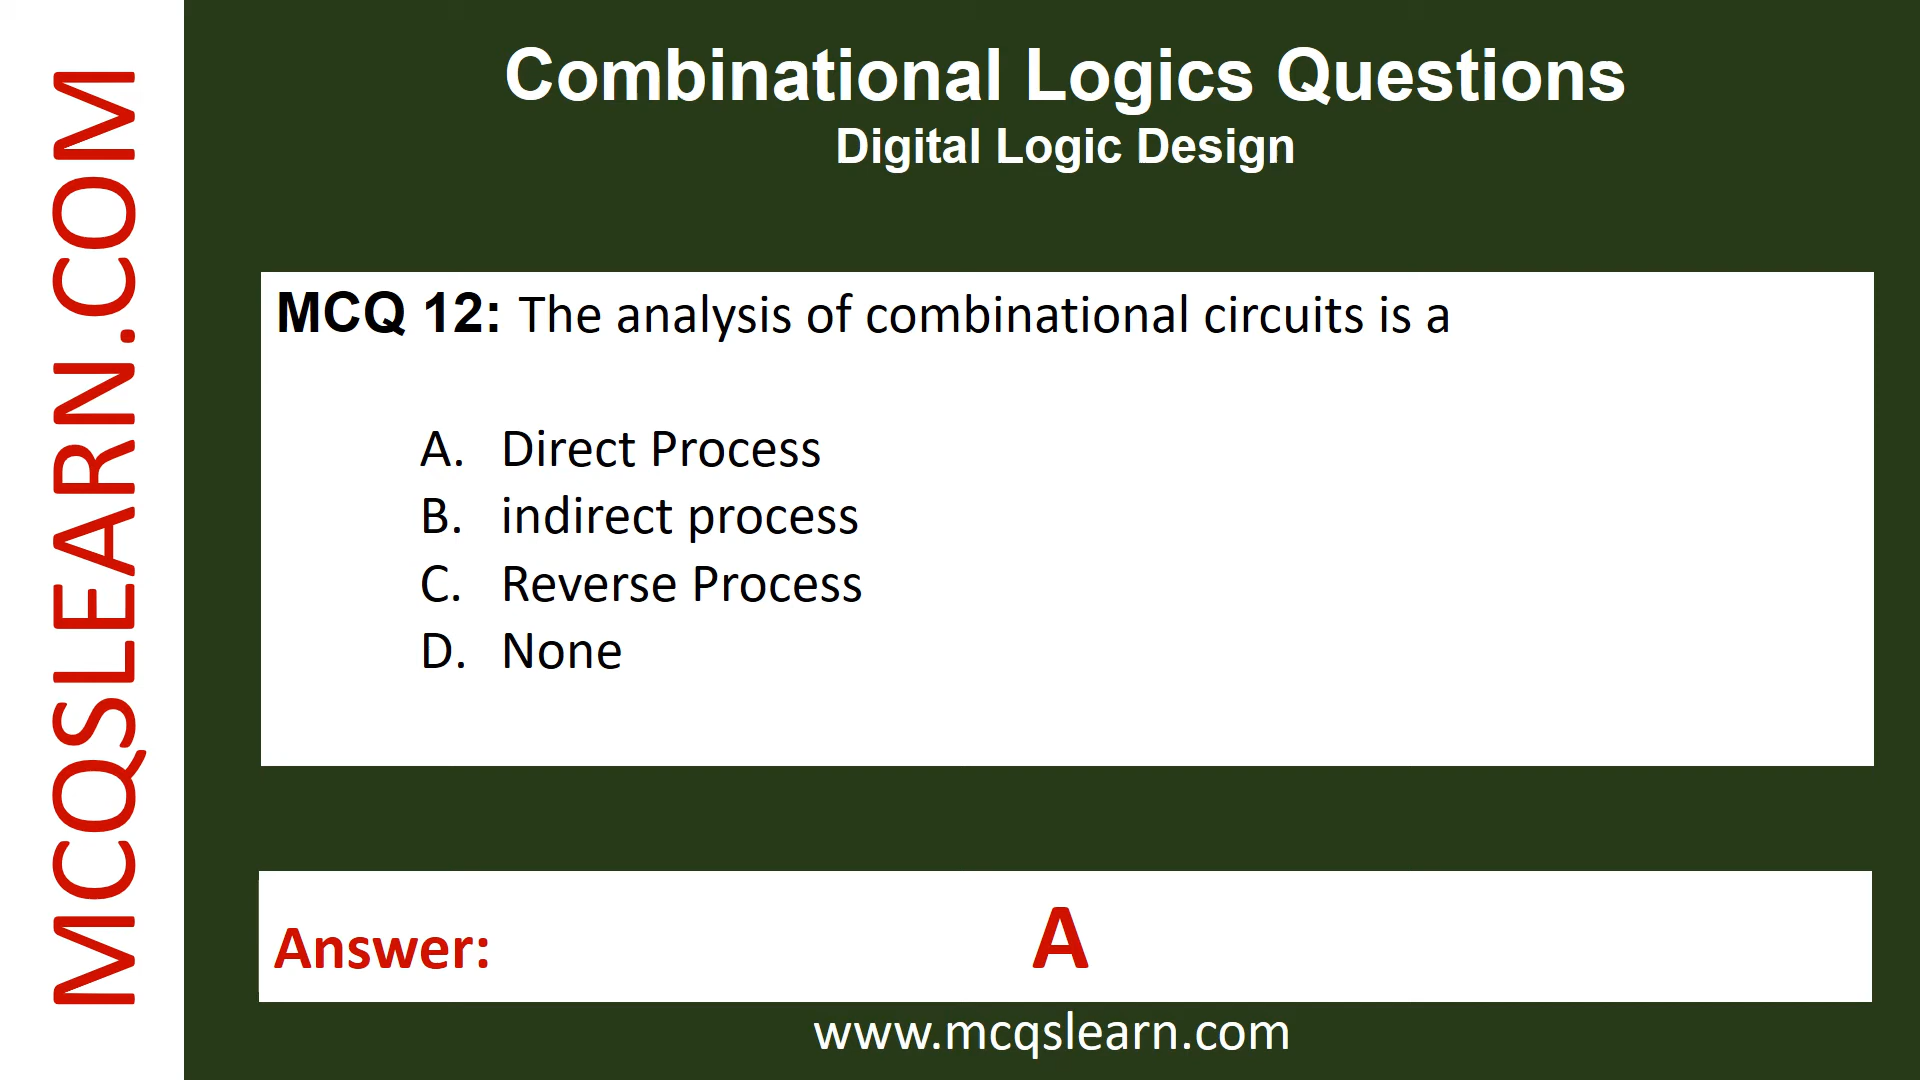 MCQSLEARN.COM
Combinational Logics Questions
Digital Logic Design
MCQ 12: The analysis of combinational circuits is a
A. Direct Process
B. indirect process
C. Reverse Process
D. None
Answer: A
www.mcqslearn.com